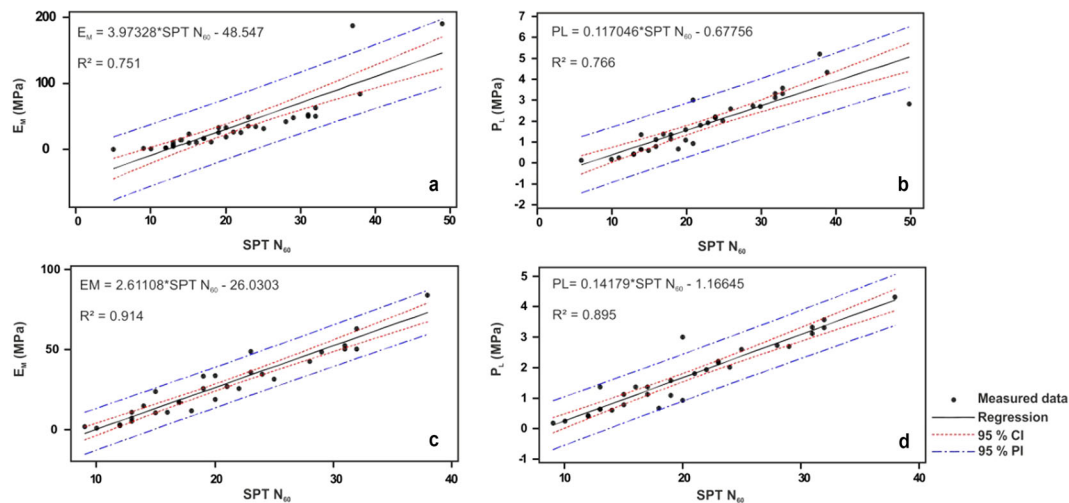 E_M = 3.97328*SPT N_60 - 48.547
R² = 0.751
E_M (MPa)
200
100
0
0 10 20 30 40 50
SPT N_60
a
PL = 0.117046*SPT N_60 - 0.67756
R² = 0.766
P_L (MPa)
7
6
5
4
3
2
1
0
-1
-2
0 10 20 30 40 50
SPT N_60
b
EM = 2.61108*SPT N_60 - 26.0303
R² = 0.914
E_M (MPa)
100
50
0
10 20 30 40
SPT N_60
c
PL= 0.14179*SPT N_60 - 1.16645
R² = 0.895
P_L (MPa)
5
4
3
2
1
0
-1
10 20 30 40
SPT N_60
d
Measured data
Regression
95 % CI
95 % PI